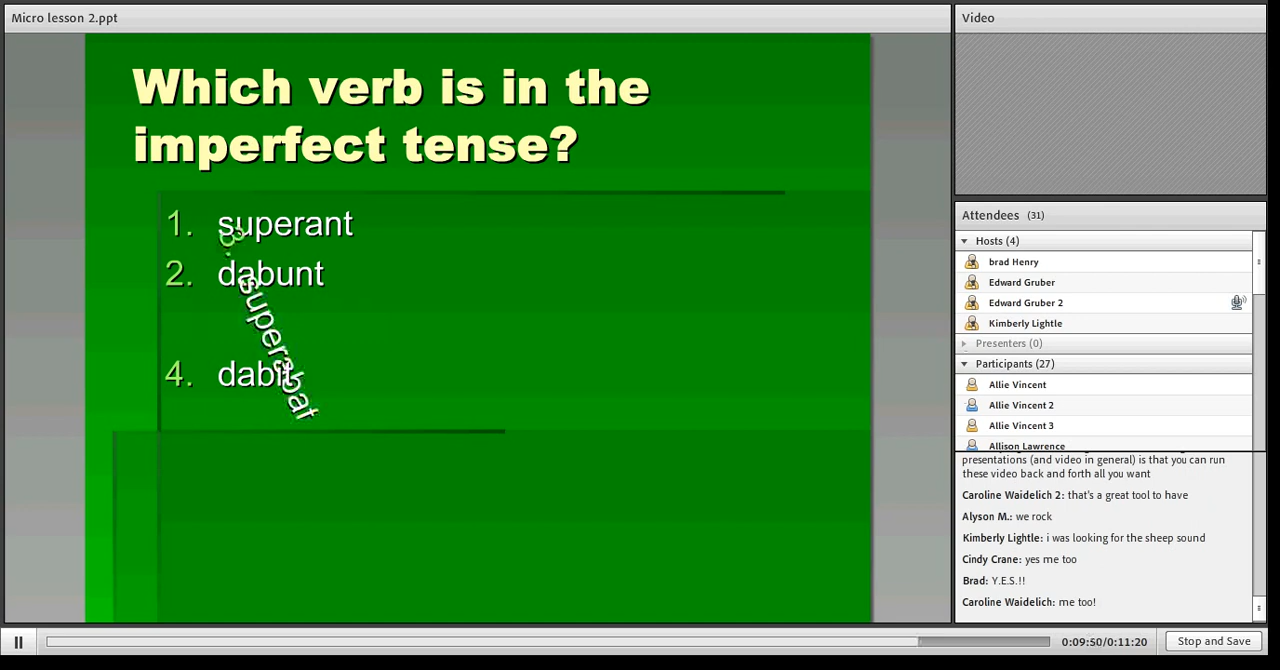 Micro lesson 2.ppt
Which verb is in the
imperfect tense?
1. superant
2. dabunt
3. superabat
4. dabit
Video
Attendees (31)
Hosts (4)
brad Henry
Edward Gruber
Edward Gruber 2
Kimberly Lightle
Presenters (0)
Participants (27)
Allie Vincent
Allie Vincent 2
Allie Vincent 3
Allison Lawrence
presentations (and video in general) is that you can run
these video back and forth all you want
Caroline Waidelich 2: that's a great tool to have
Alyson M.: we rock
Kimberly Lightle: i was looking for the sheep sound
Cindy Crane: yes me too
Brad: Y.E.S.!!
Caroline Waidelich: me too!
0:09:50/0:11:20
Stop and Save